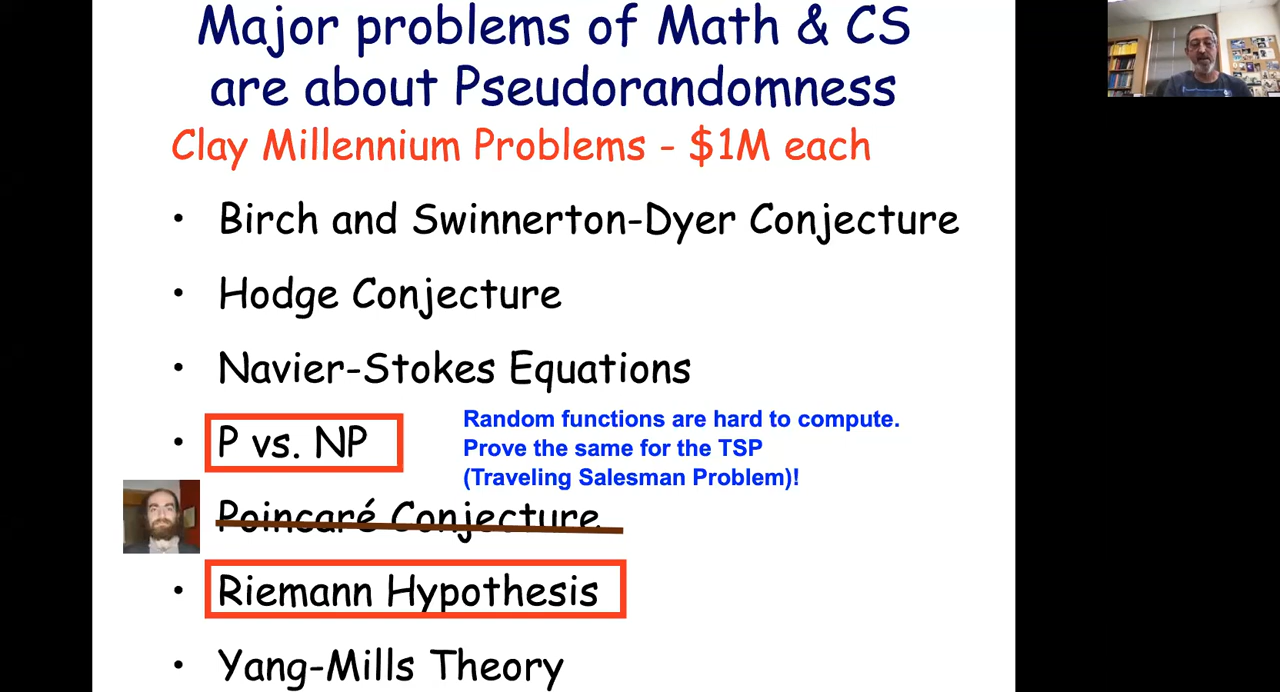 Major problems of Math & CS
are about Pseudorandomness
Clay Millennium Problems - $1M each
• Birch and Swinnerton-Dyer Conjecture
• Hodge Conjecture
• Navier-Stokes Equations
• P vs. NP
Random functions are hard to compute.
Prove the same for the TSP
(Traveling Salesman Problem)!
Poincaré Conjecture
• Riemann Hypothesis
• Yang-Mills Theory